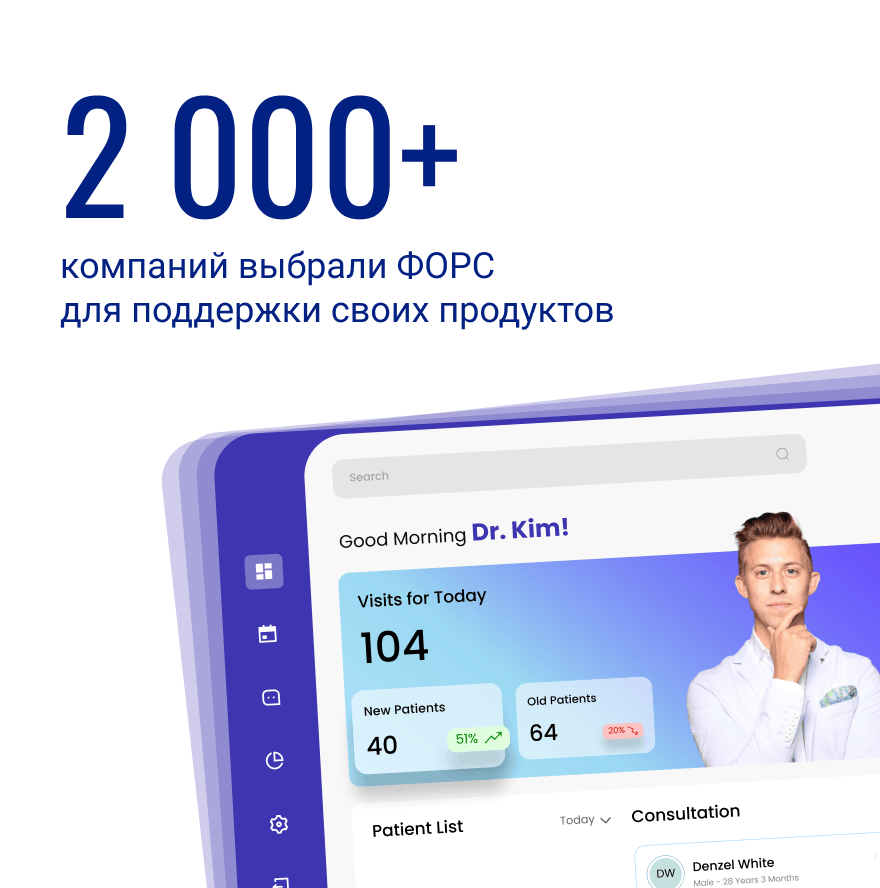 2 000+
компаний выбрали ФОРС
для поддержки своих продуктов
Search
Good Morning Dr. Kim!
Visits for Today
104
New Patients
40
51%
Old Patients
64
20%
Patient List
Today
Consultation
DW
Denzel White
Male - 28 Years 3 Months